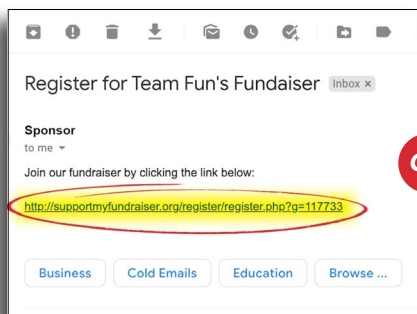 Register for Team Fun's Fundaiser Inbox ×
Sponsor
to me
Join our fundraiser by clicking the link below:
http://supportmyfundraiser.org/register/register.php?g=117733
Business Cold Emails Education Browse ...